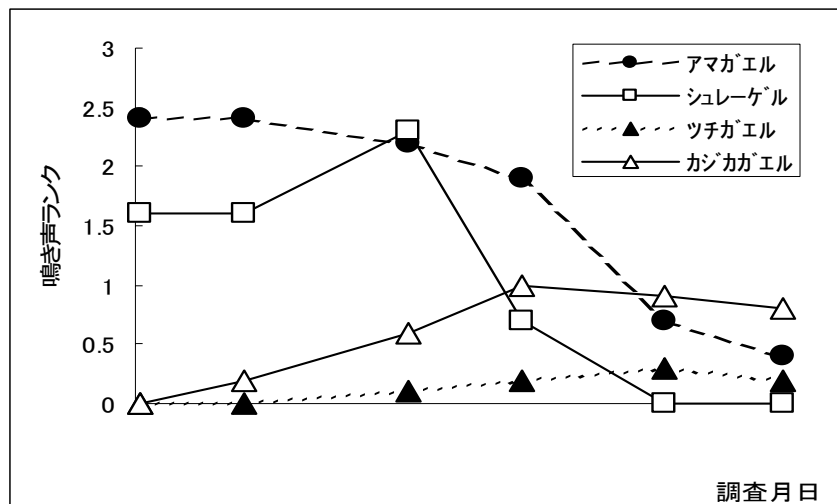 3
2.5
2
1.5
1
0.5
0
鳴き声ランク
アマガエル
シュレーゲル
ツチガエル
カジカガエル
調査月日